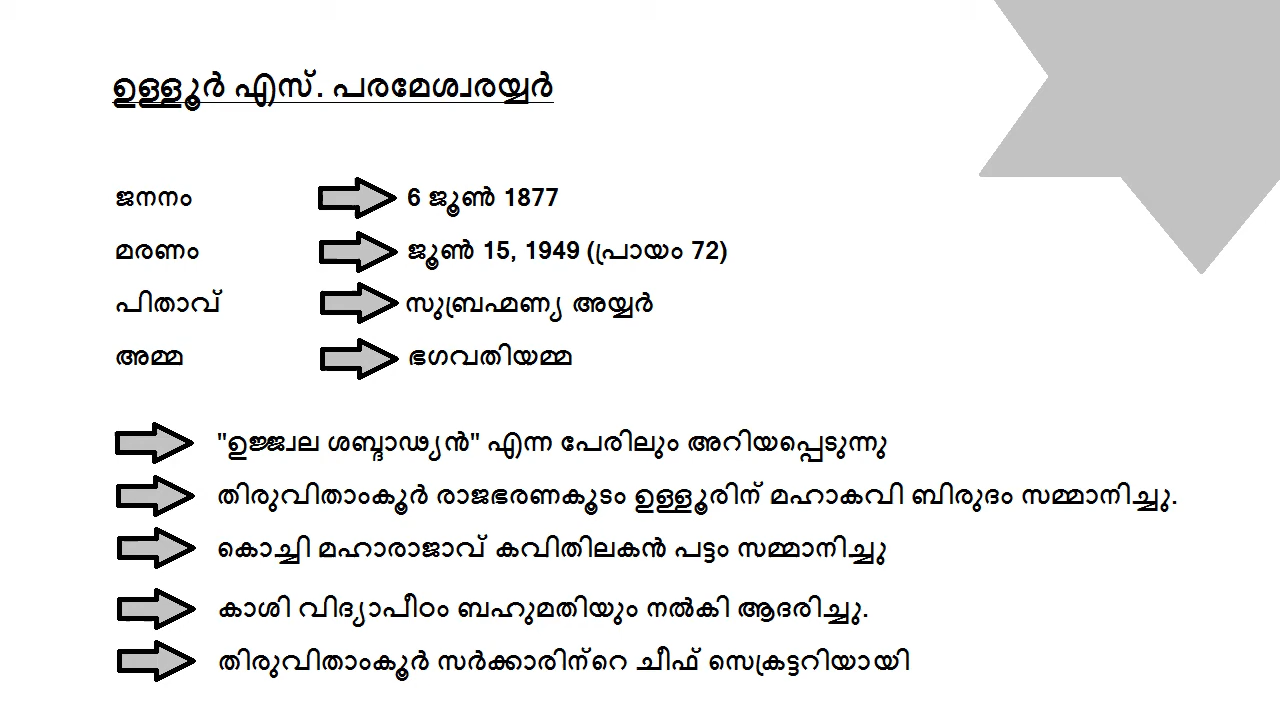 ഉള്ളൂർ എസ്. പരമേശ്വരയ്യർ
ജനനം 6 ജൂൺ 1877
മരണം ജൂൺ 15, 1949 (പ്രായം 72)
പിതാവ് സുബ്രഹ്മണ്യ അയ്യർ
അമ്മ ഭഗവതിയമ്മ
"ഉജ്ജ്വല ശബ്ദാഢ്യൻ" എന്ന പേരിലും അറിയപ്പെടുന്നു
തിരുവിതാംകൂർ രാജഭരണകൂടം ഉള്ളൂരിന് മഹാകവി ബിരുദം സമ്മാനിച്ചു.
കൊച്ചി മഹാരാജാവ് കവിതിലകൻ പട്ടം സമ്മാനിച്ചു
കാശി വിദ്യാപീഠം ബഹുമതിയും നൽകി ആദരിച്ചു.
തിരുവിതാംകൂർ സർക്കാരിന്റെ ചീഫ് സെക്രട്ടറിയായി